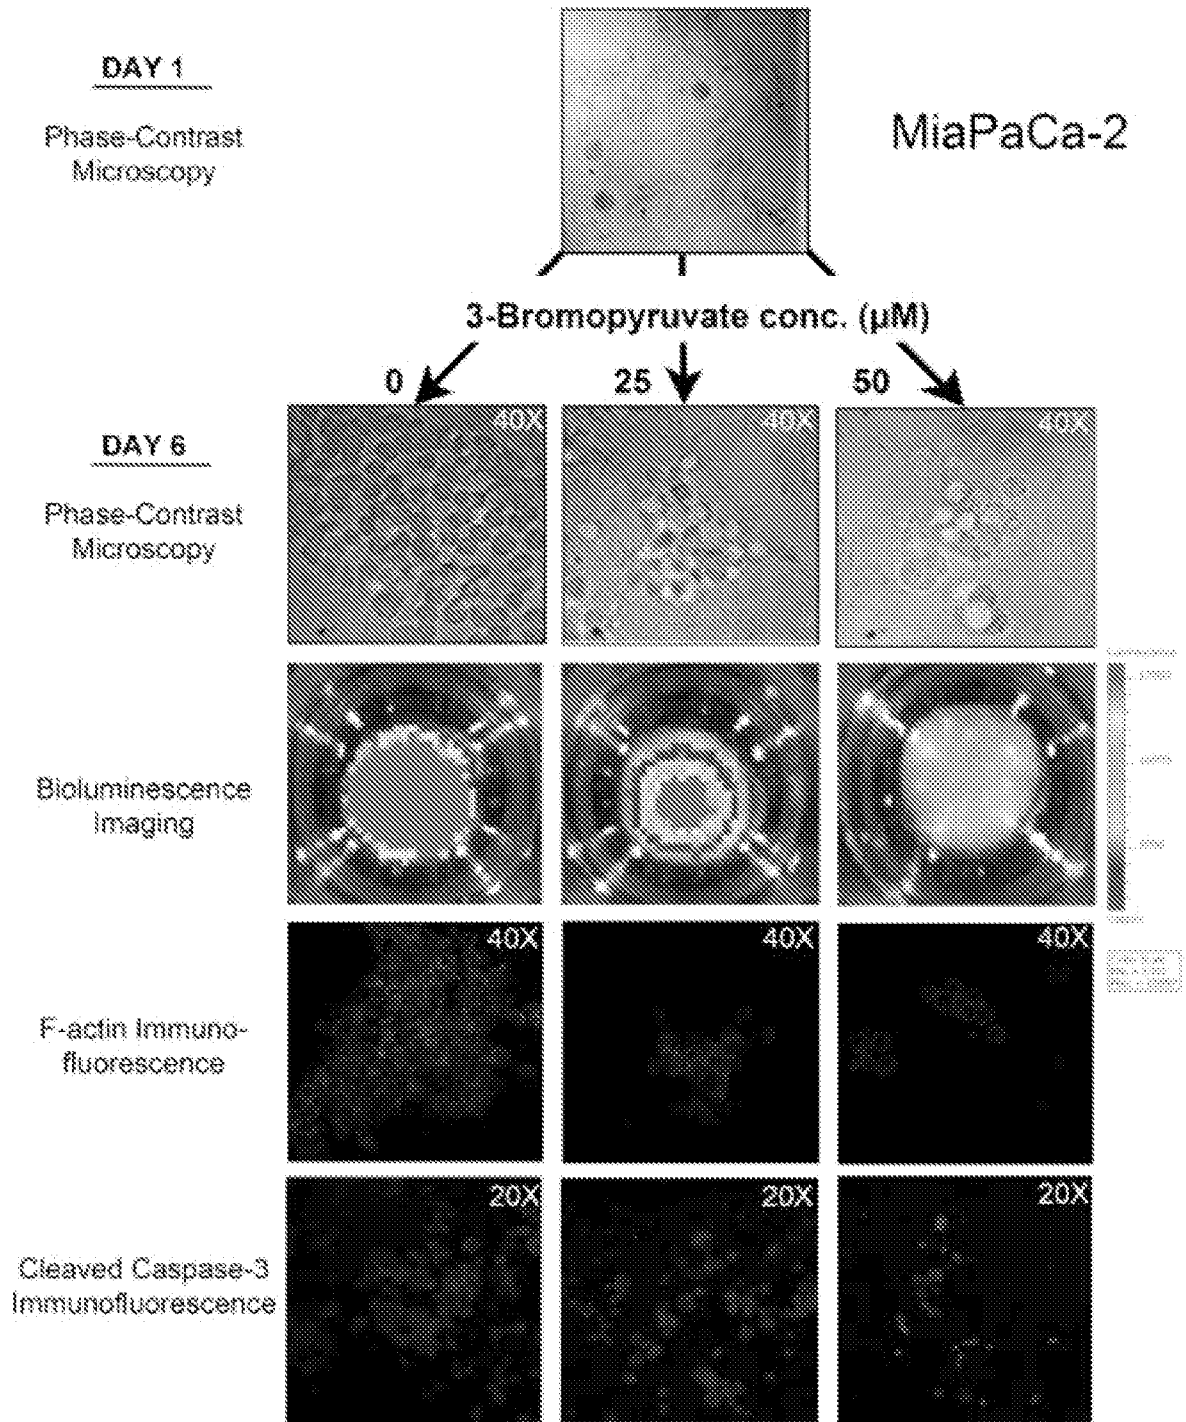 DAY 1
Phase-Contrast
Microscopy
MiaPaCa-2
3-Bromopyruvate conc. (µM)
0
25
50
DAY 6
Phase-Contrast
Microscopy
40X
40X
40X
Bioluminescence
Imaging
F-actin Immuno-
fluorescence
40X
40X
40X
Cleaved Caspase-3
Immunofluorescence
20X
20X
20X